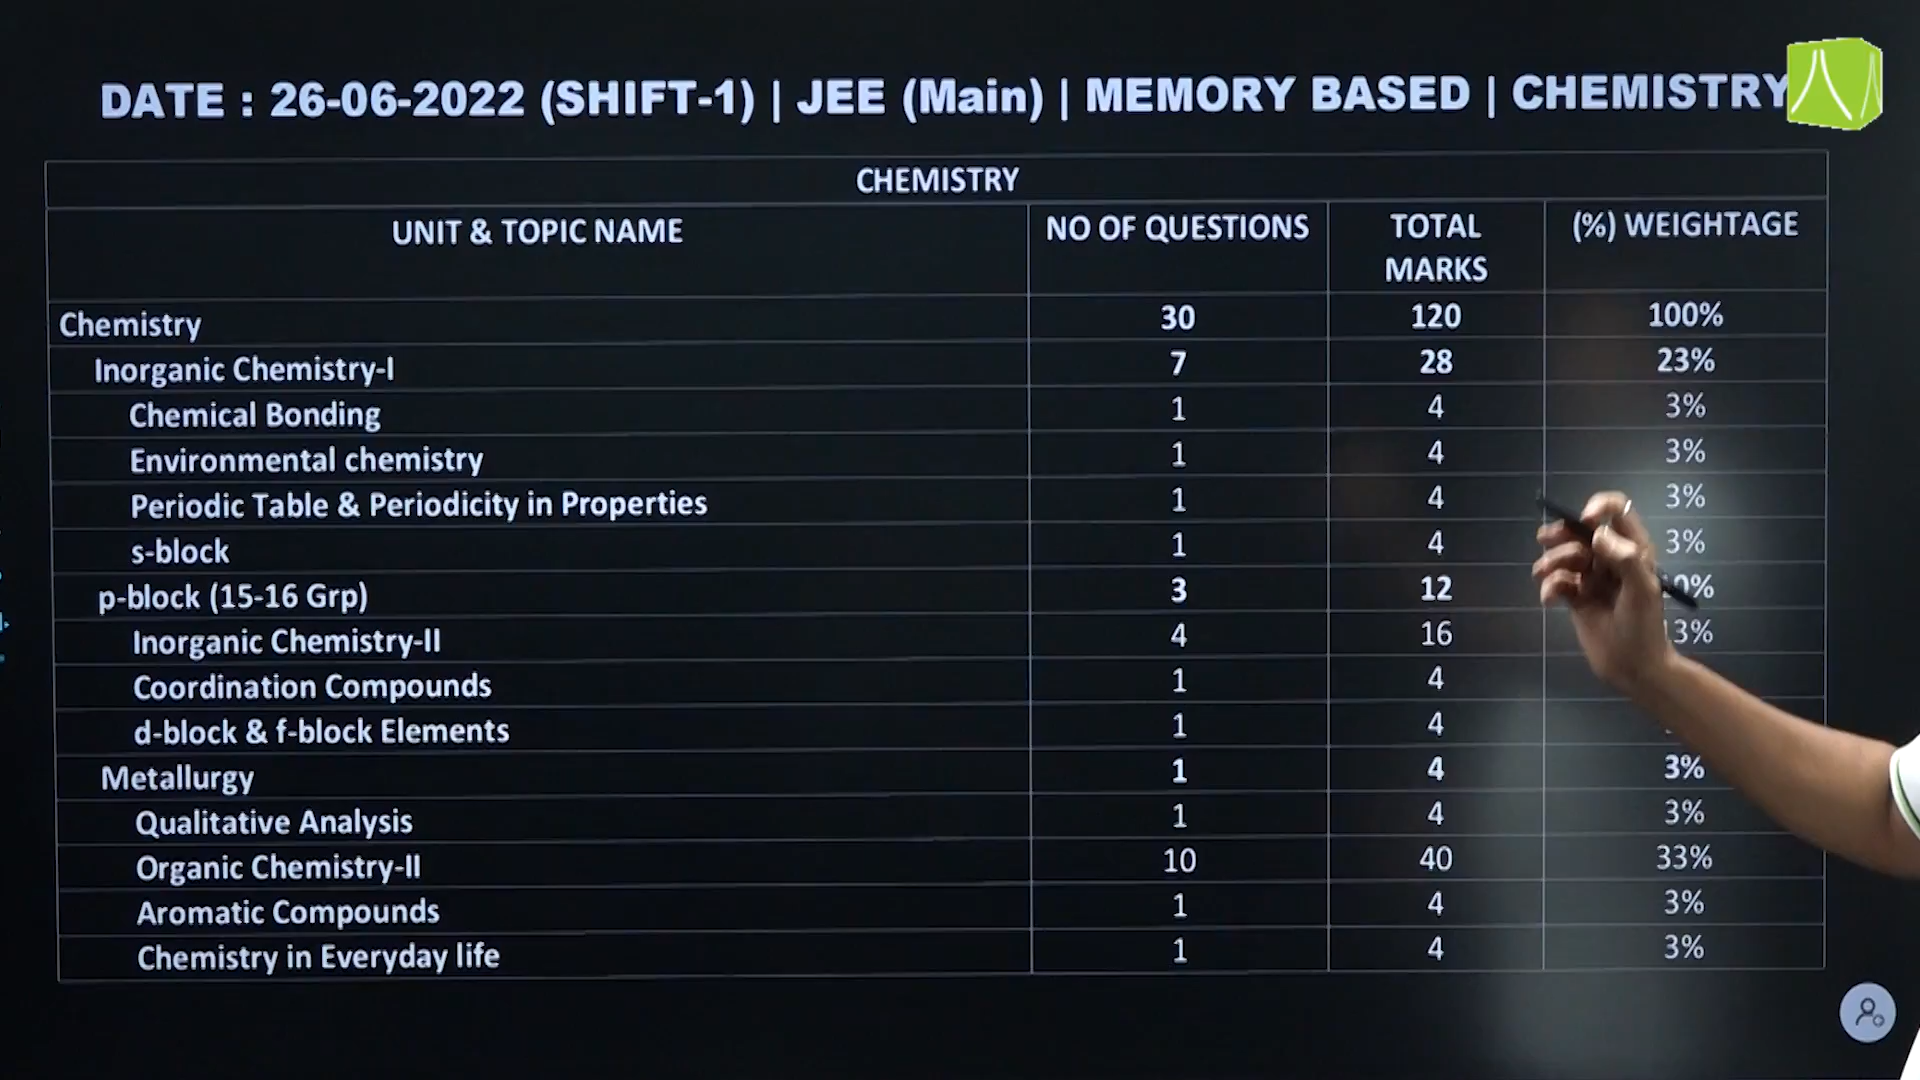 DATE : 26-06-2022 (SHIFT-1) | JEE (Main) | MEMORY BASED | CHEMISTRY
CHEMISTRY
UNIT & TOPIC NAME NO OF QUESTIONS TOTAL MARKS (%) WEIGHTAGE
Chemistry 30 120 100%
Inorganic Chemistry-I 7 28 23%
Chemical Bonding 1 4 3%
Environmental chemistry 1 4 3%
Periodic Table & Periodicity in Properties 1 4 3%
s-block 1 4 3%
p-block (15-16 Grp) 3 12
Inorganic Chemistry-II 4 16
Coordination Compounds 1 4
d-block & f-block Elements 1 4
Metallurgy 1 4 3%
Qualitative Analysis 1 4 3%
Organic Chemistry-II 10 40 33%
Aromatic Compounds 1 4 3%
Chemistry in Everyday life 1 4 3%